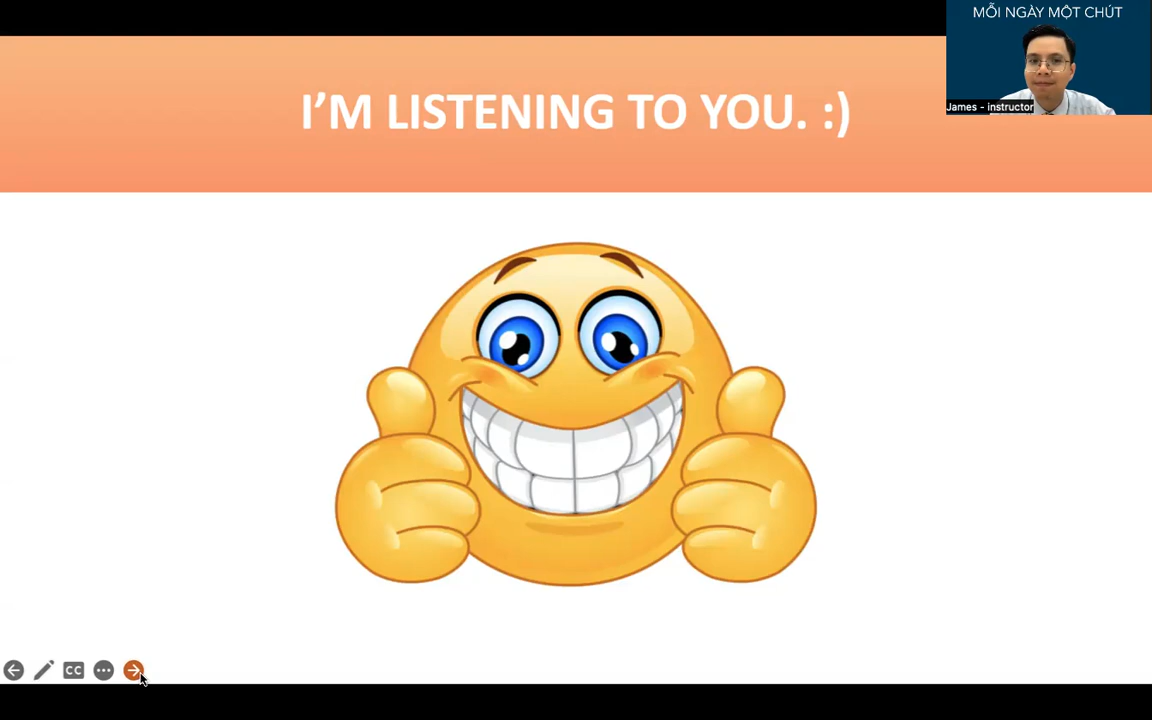 MỖI NGÀY MỘT CHÚT
James - instructor
I'M LISTENING TO YOU. :)
CC